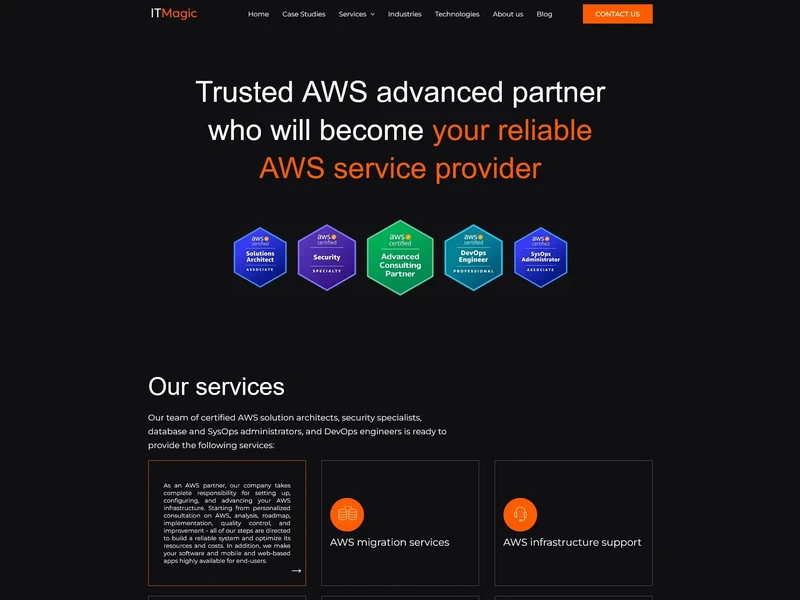 ITMagic
Home Case Studies Services Industries Technologies About us Blog
CONTACT US
Trusted AWS advanced partner
who will become your reliable
AWS service provider
aws
certified
Solutions
Architect
ASSOCIATE
aws
certified
Security
SPECIALTY
aws
certified
Advanced
Consulting
Partner
aws
certified
DevOps
Engineer
PROFESSIONAL
aws
certified
SysOps
Administrator
ASSOCIATE
Our services
Our team of certified AWS solution architects, security specialists,
database and SysOps administrators, and DevOps engineers is ready to
provide the following services:
As an AWS partner, our company takes
complete responsibility for setting up,
configuring, and advancing your AWS
infrastructure. Starting from personalized
consultation on AWS, analysis, roadmap,
implementation, quality control, and
improvement - all of our steps are directed
to build a reliable system and optimize its
resources and costs. In addition, we make
your software and mobile and web-based
apps highly available for end-users.
AWS migration services
AWS infrastructure support